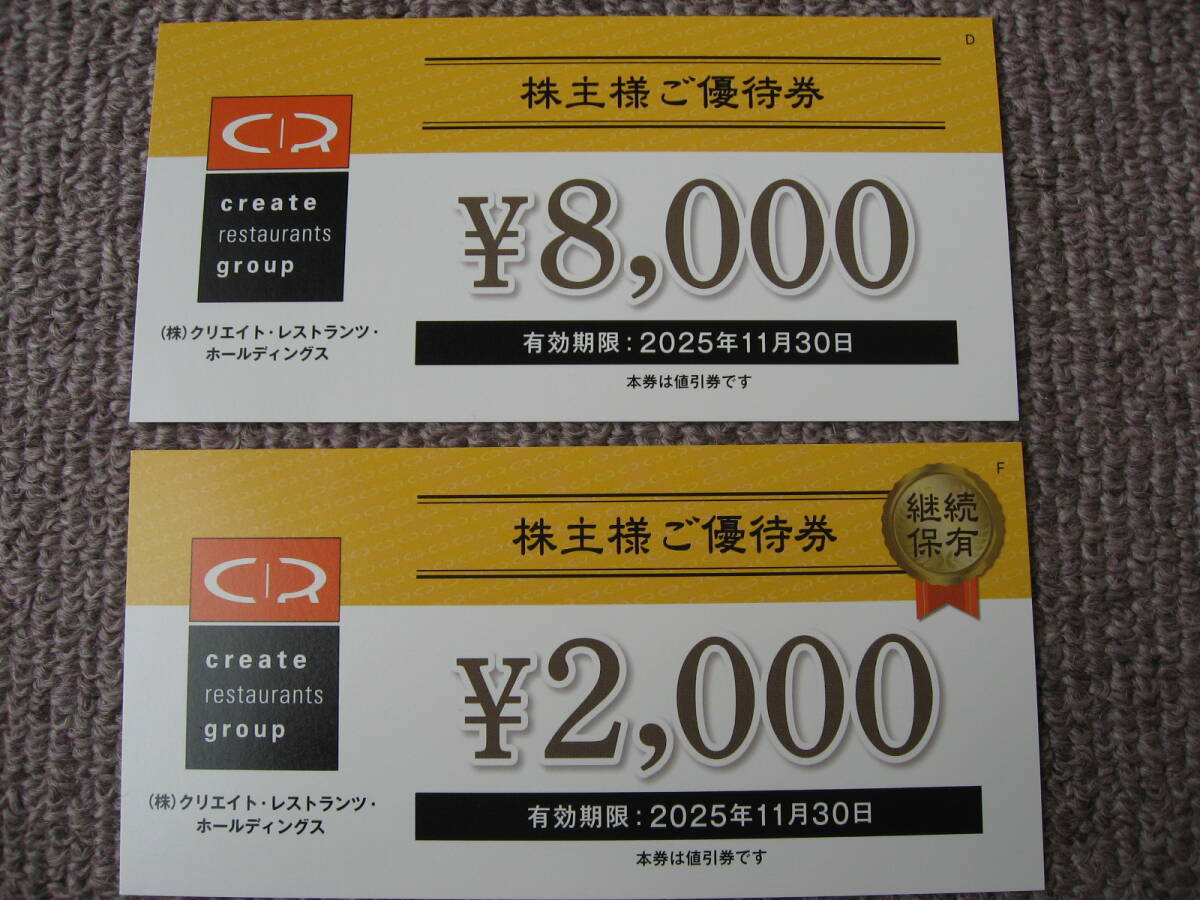 D
株主様ご優待券
CR
create
restaurants
group
¥8,000
(株)クリエイト・レストランツ・
ホールディングス
有効期限:2025年11月30日
本券は値引券です
F
株主様ご優待券
継続
保有
CR
create
restaurants
group
¥2,000
(株)クリエイト・レストランツ・
ホールディングス
有効期限:2025年11月30日
本券は値引券です